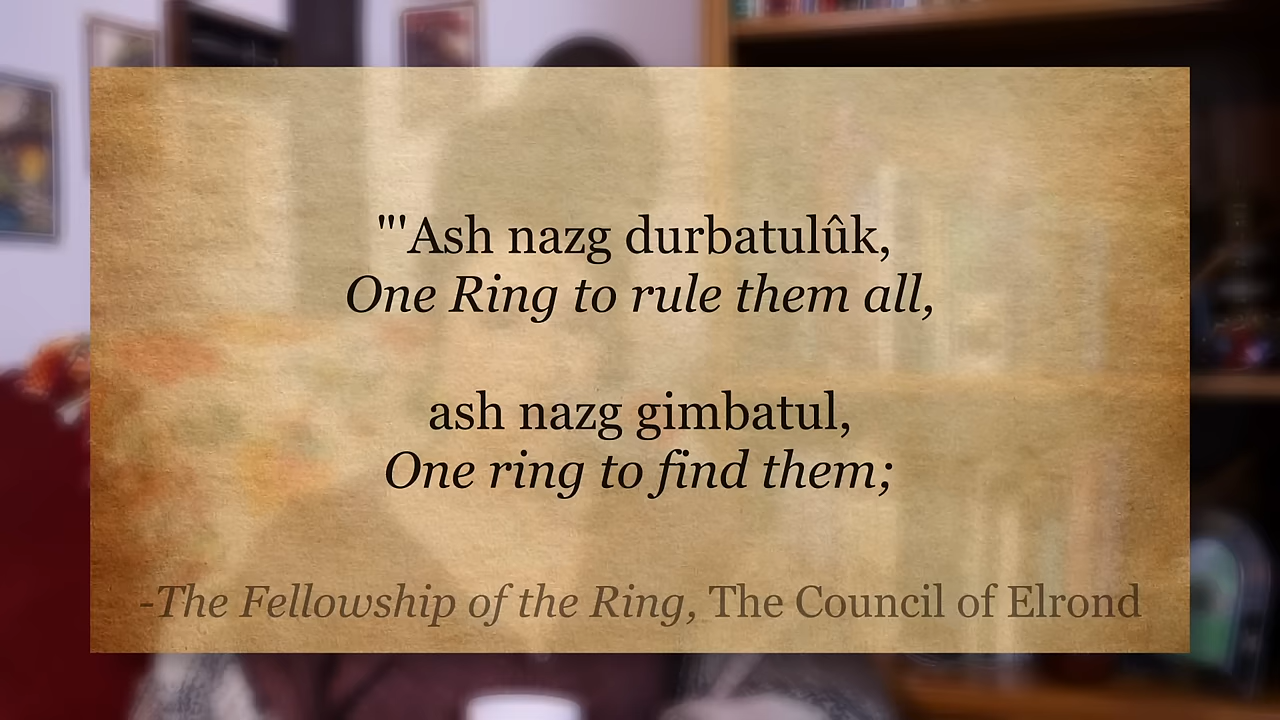 "'Ash nazg durbatulûk,
One Ring to rule them all,
ash nazg gimbatul,
One ring to find them;
-The Fellowship of the Ring, The Council of Elrond